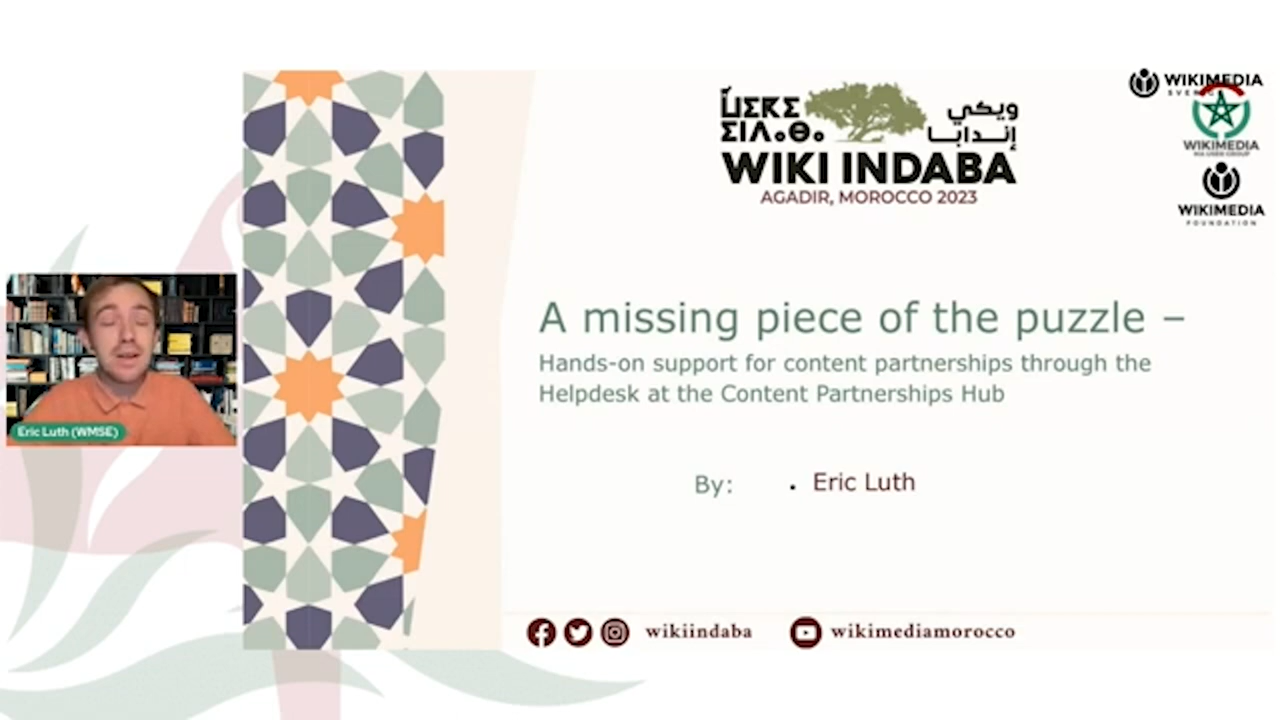 ⵡⵉⴽⵉ
ⵉⵏⴷⴰⴱⴰ
ويكي
إندابا
WIKI INDABA
AGADIR, MOROCCO 2023
WIKIMEDIA
WIKIMEDIA
WIKIMEDIA
FOUNDATION
A missing piece of the puzzle –
Hands-on support for content partnerships through the
Helpdesk at the Content Partnerships Hub
Eric Luth (WMSE)
By: . Eric Luth
wikiindaba wikimediamorocco